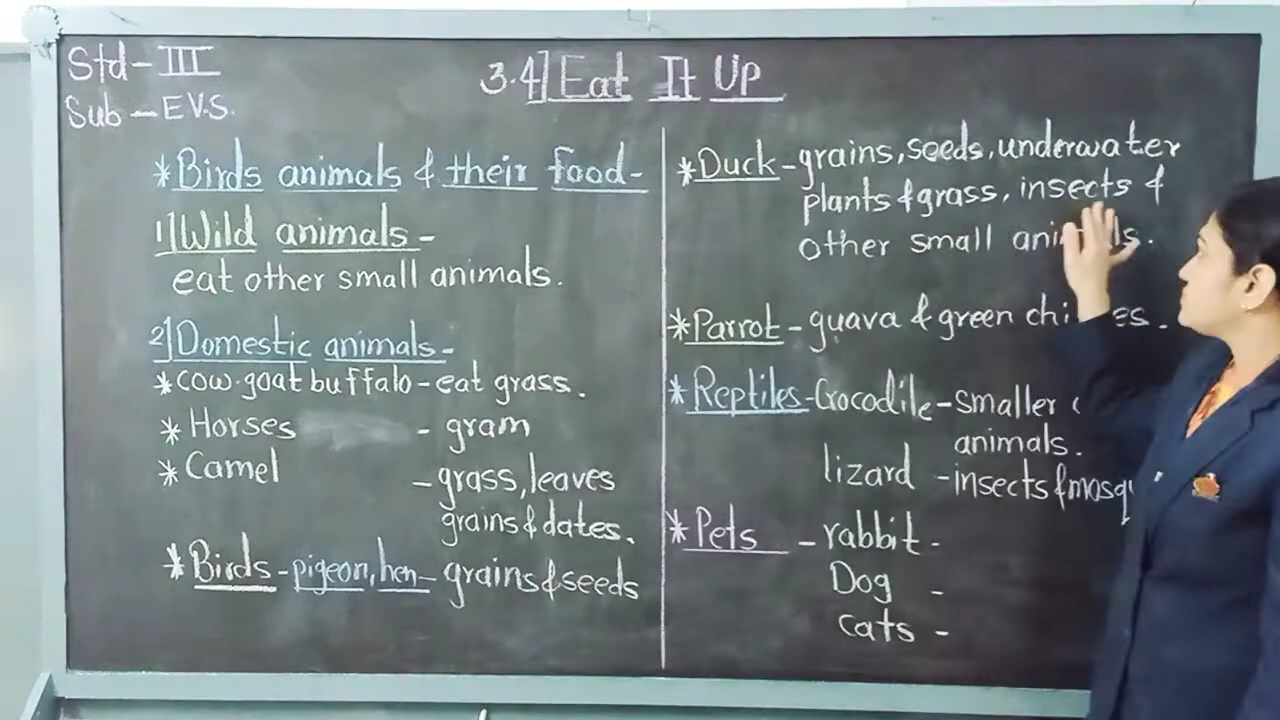 Std-III
Sub-E.V.S.
3.4] Eat It Up
*Birds animals & their food-
1] Wild animals-
eat other small animals.
2] Domestic animals-
*cow.goat buffalo-eat grass.
*Horses - gram
*Camel - grass, leaves
grains & dates.
*Birds-pigeon, hen-grains & seeds
*Duck-grains, seeds, underwater
plants & grass, insects &
other small
*Parrot-guava & green
*Reptiles-Crocodile-smaller
animals.
lizard -insects &
*Pets -rabbit-
Dog -
cats -